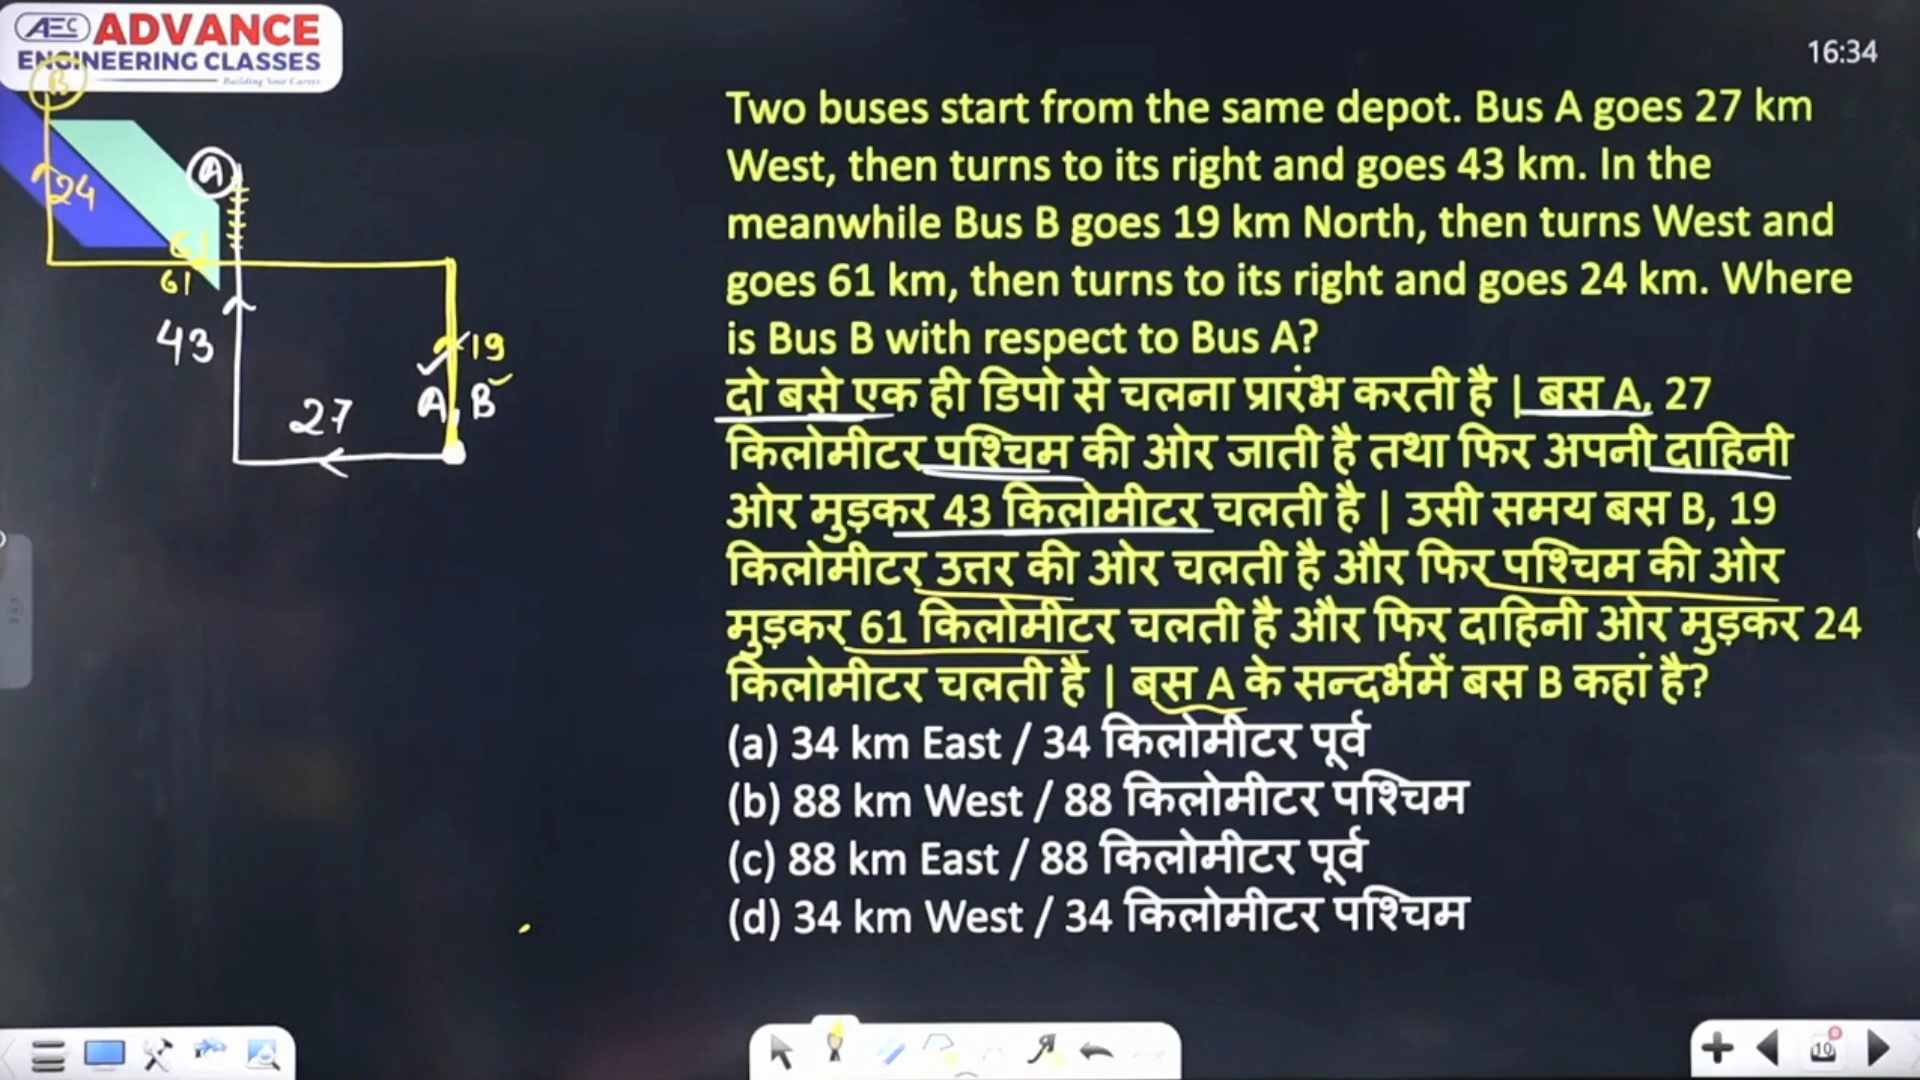 AEC ADVANCE
ENGINEERING CLASSES
Building Your Career
16:34
B
A
24
61
61
43
19
A, B
27
Two buses start from the same depot. Bus A goes 27 km
West, then turns to its right and goes 43 km. In the
meanwhile Bus B goes 19 km North, then turns West and
goes 61 km, then turns to its right and goes 24 km. Where
is Bus B with respect to Bus A?
दो बसे एक ही डिपो से चलना प्रारंभ करती है | बस A, 27
किलोमीटर पश्चिम की ओर जाती है तथा फिर अपनी दाहिनी
ओर मुड़कर 43 किलोमीटर चलती है | उसी समय बस B, 19
किलोमीटर उत्तर की ओर चलती है और फिर पश्चिम की ओर
मुड़कर 61 किलोमीटर चलती है और फिर दाहिनी ओर मुड़कर 24
किलोमीटर चलती है | बस A के सन्दर्भमें बस B कहां है?
(a) 34 km East / 34 किलोमीटर पूर्व
(b) 88 km West / 88 किलोमीटर पश्चिम
(c) 88 km East / 88 किलोमीटर पूर्व
(d) 34 km West / 34 किलोमीटर पश्चिम
10